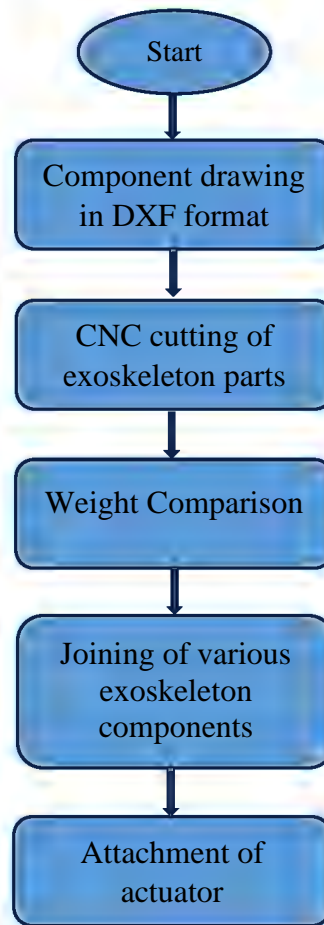 Start
Component drawing
in DXF format
CNC cutting of
exoskeleton parts
Weight Comparison
Joining of various
exoskeleton
components
Attachment of
actuator